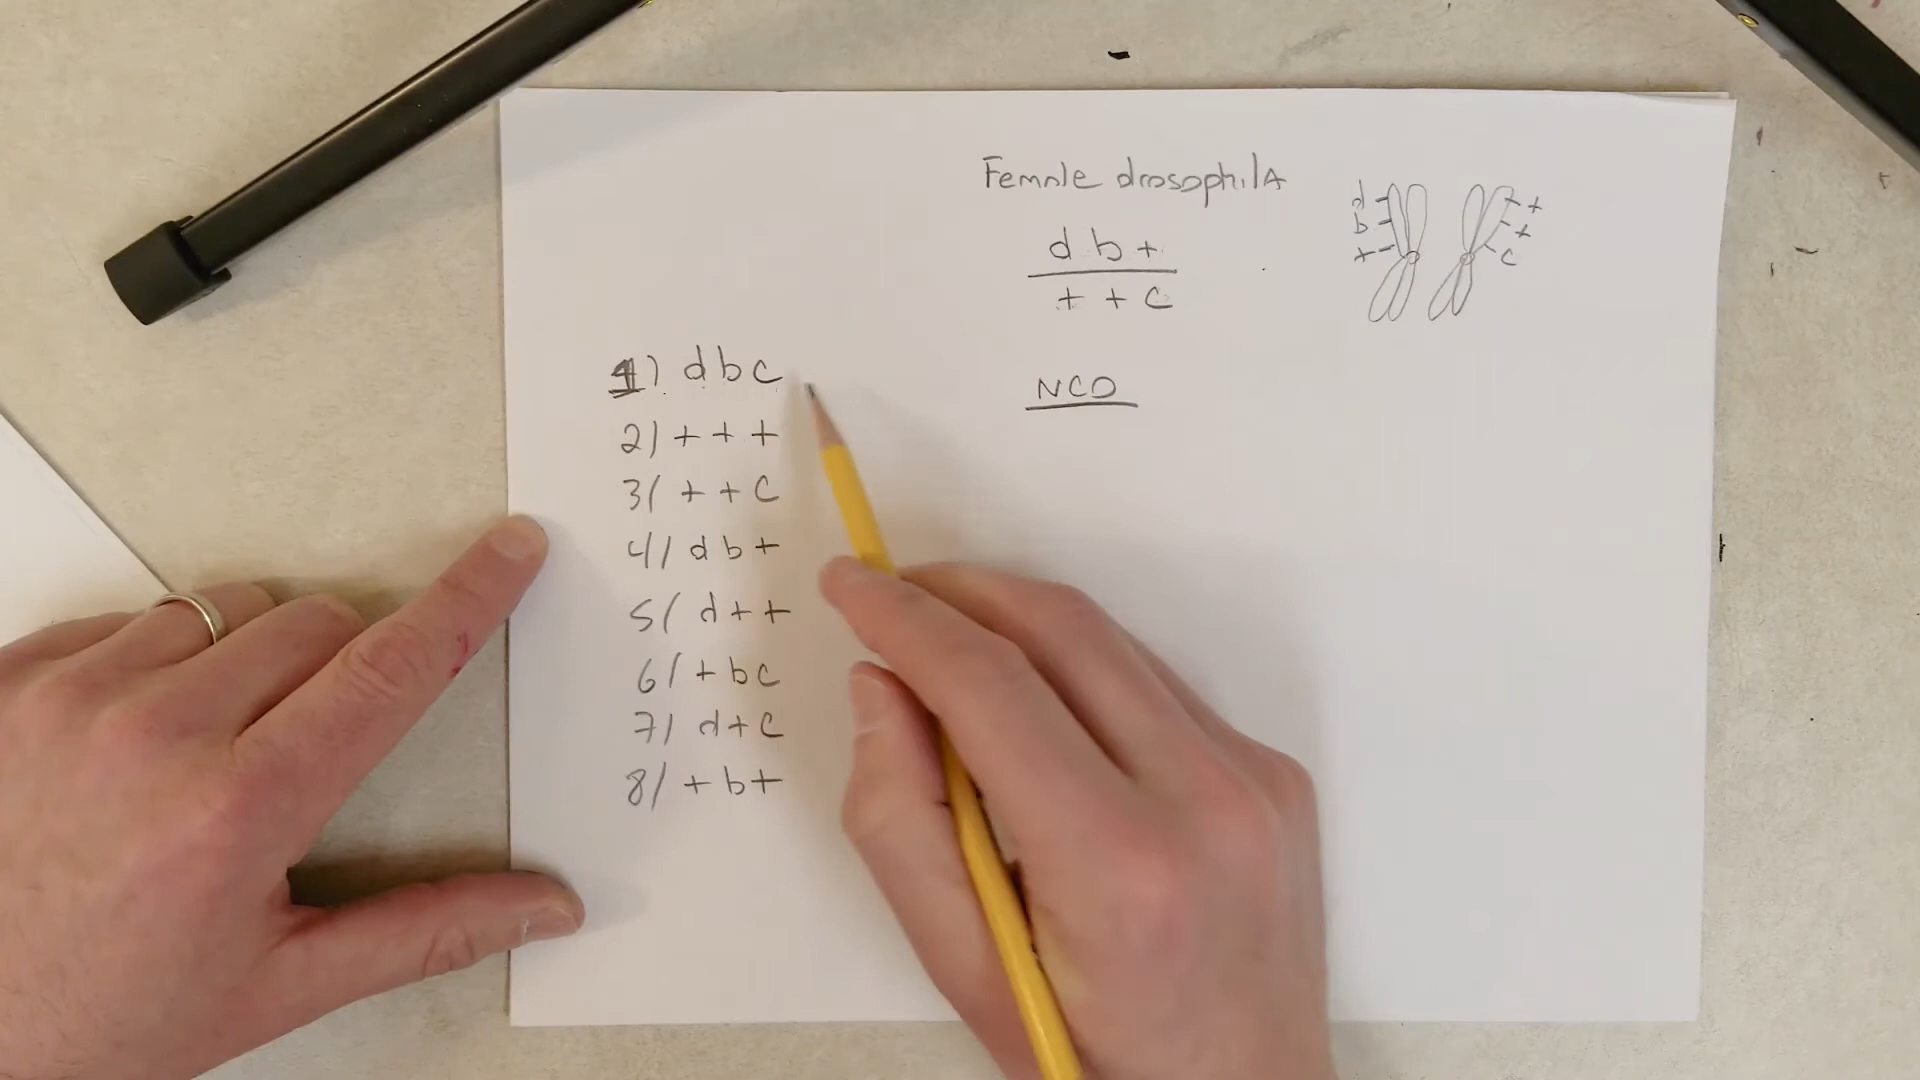 Female drosophila
d b +
+ + c
d
b
+
+
+
c
NCO
1) d b c
2) + + +
3) + + c
4) d b +
5) d + +
6) + b c
7) d + c
8) + b +